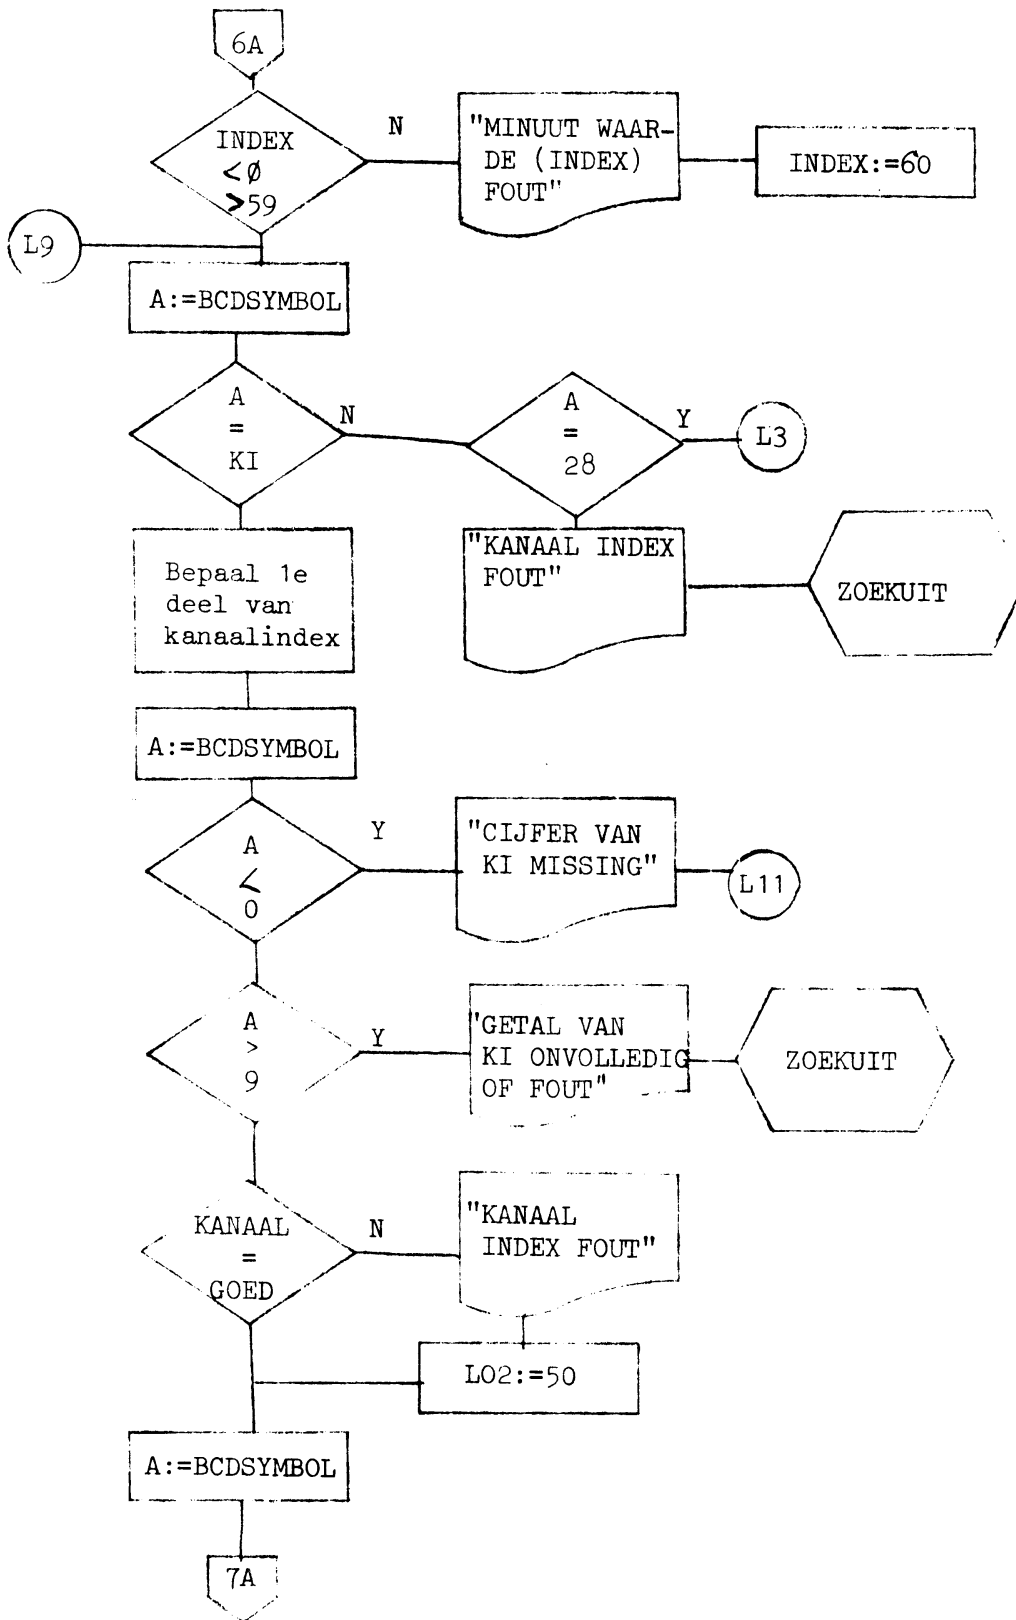 6A
INDEX
<Ø
>59
N
"MINUUT WAAR-
DE (INDEX)
FOUT"
INDEX:=60
L9
A:=BCDSYMBOL
A
=
KI
N
A
=
28
Y
L3
Bepaal 1e
deel van
kanaalindex
"KANAAL INDEX
FOUT"
ZOEKUIT
A:=BCDSYMBOL
A
<
0
Y
"CIJFER VAN
KI MISSING"
L11
A
>
9
Y
"GETAL VAN
KI ONVOLLEDIG
OF FOUT"
ZOEKUIT
KANAAL
=
GOED
N
"KANAAL
INDEX FOUT"
LO2:=50
A:=BCDSYMBOL
7A